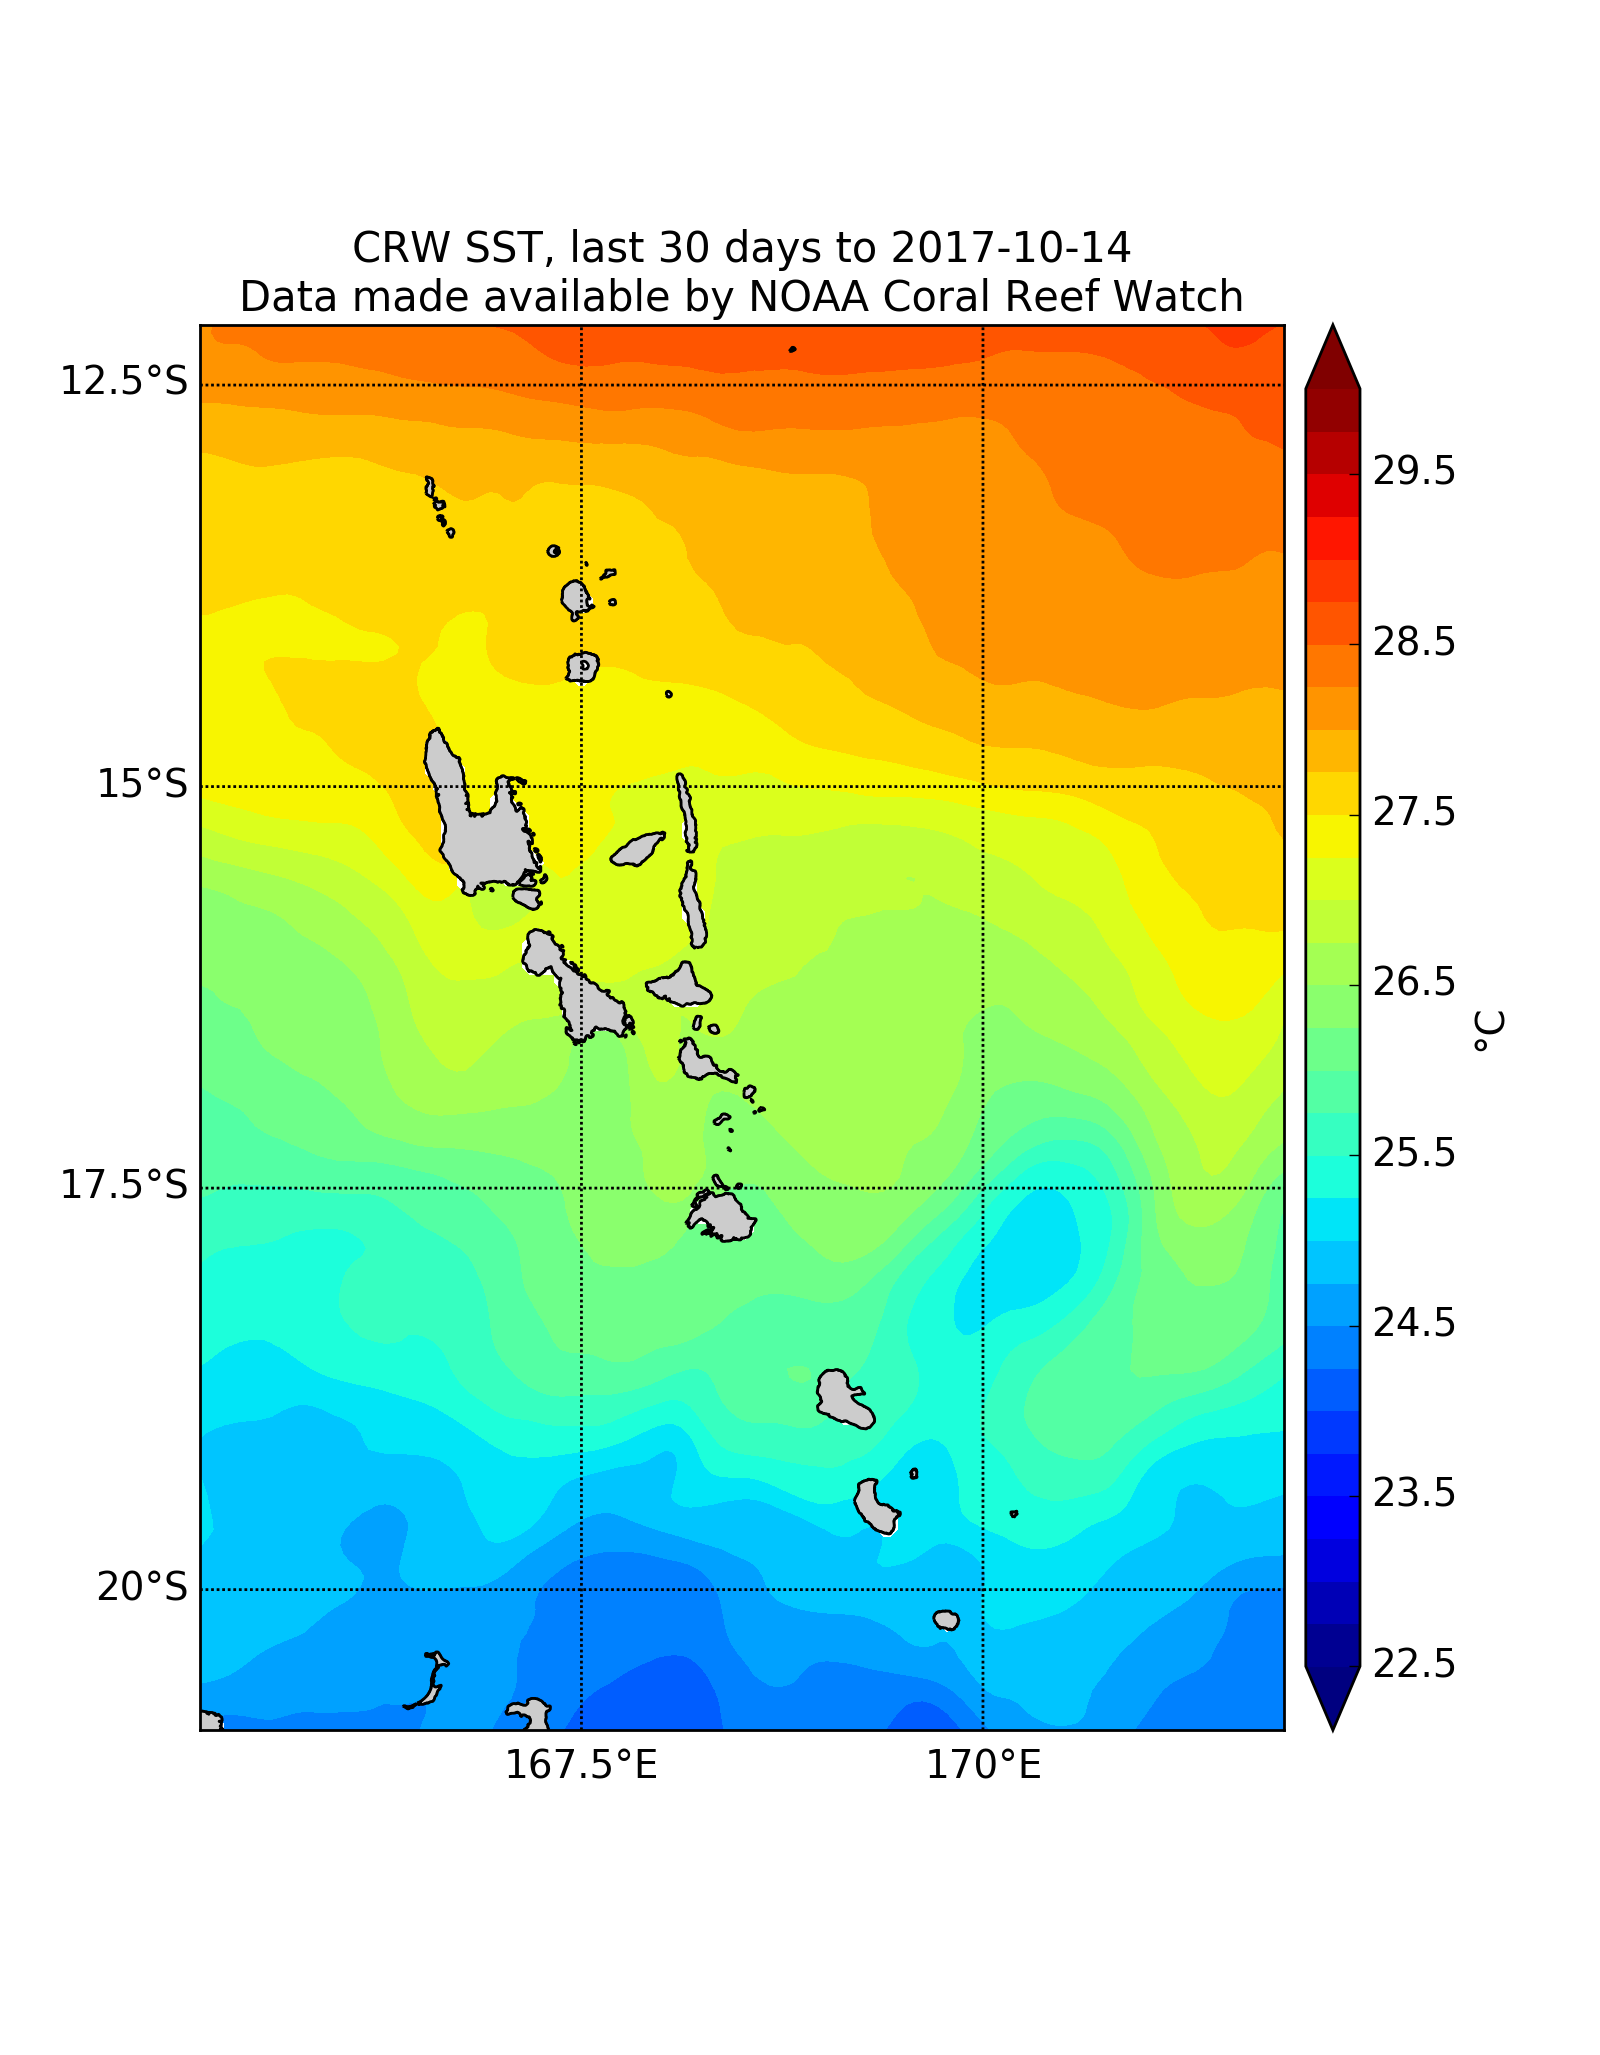 CRW SST, last 30 days to 2017-10-14
Data made available by NOAA Coral Reef Watch
12.5°S
15°S
17.5°S
20°S
167.5°E
170°E
29.5
28.5
27.5
26.5
25.5
24.5
23.5
22.5
°C